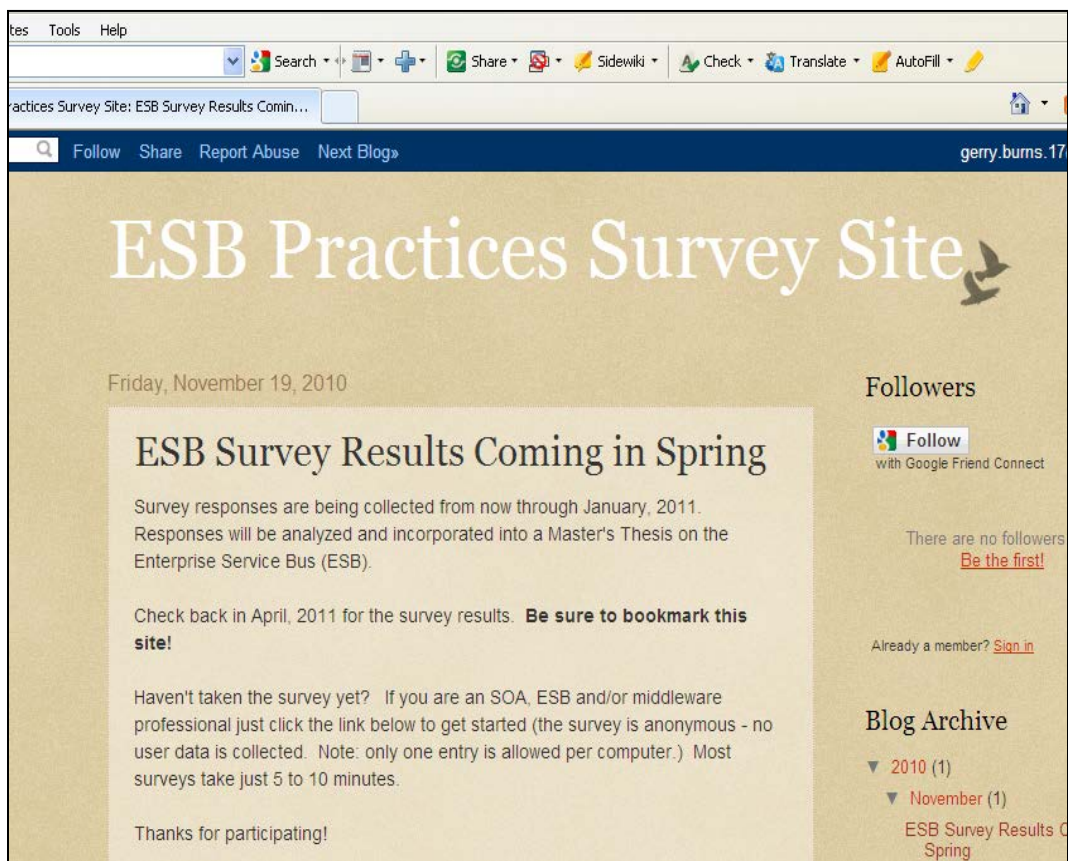 tes Tools Help
Search Share Sidewiki Check Translate AutoFill
ractices Survey Site: ESB Survey Results Comin...
Follow Share Report Abuse Next Blog» gerry.burns.17
ESB Practices Survey Site
Friday, November 19, 2010
ESB Survey Results Coming in Spring
Survey responses are being collected from now through January, 2011.
Responses will be analyzed and incorporated into a Master's Thesis on the
Enterprise Service Bus (ESB).
Check back in April, 2011 for the survey results. Be sure to bookmark this
site!
Haven't taken the survey yet? If you are an SOA, ESB and/or middleware
professional just click the link below to get started (the survey is anonymous - no
user data is collected. Note: only one entry is allowed per computer.) Most
surveys take just 5 to 10 minutes.
Thanks for participating!
Followers
Follow
with Google Friend Connect
There are no followers
Be the first!
Already a member? Sign in
Blog Archive
▼ 2010 (1)
▼ November (1)
ESB Survey Results C
Spring